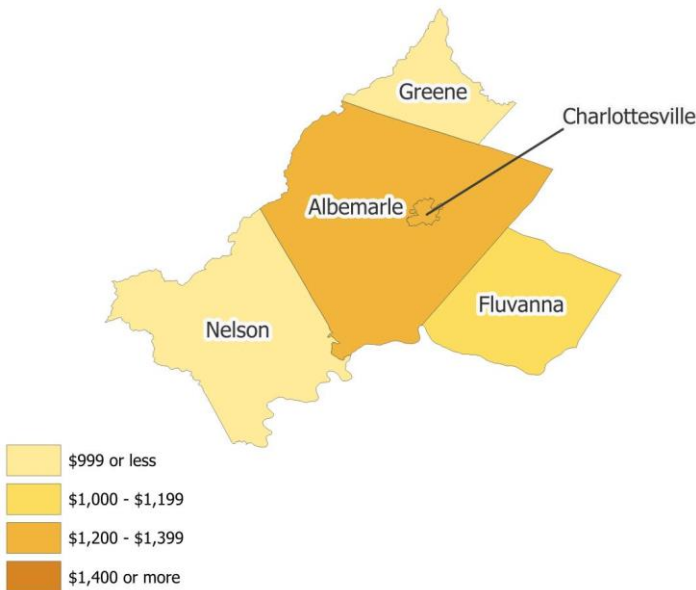 Greene
Charlottesville
Albemarle
Fluvanna
Nelson
$999 or less
$1,000 - $1,199
$1,200 - $1,399
$1,400 or more